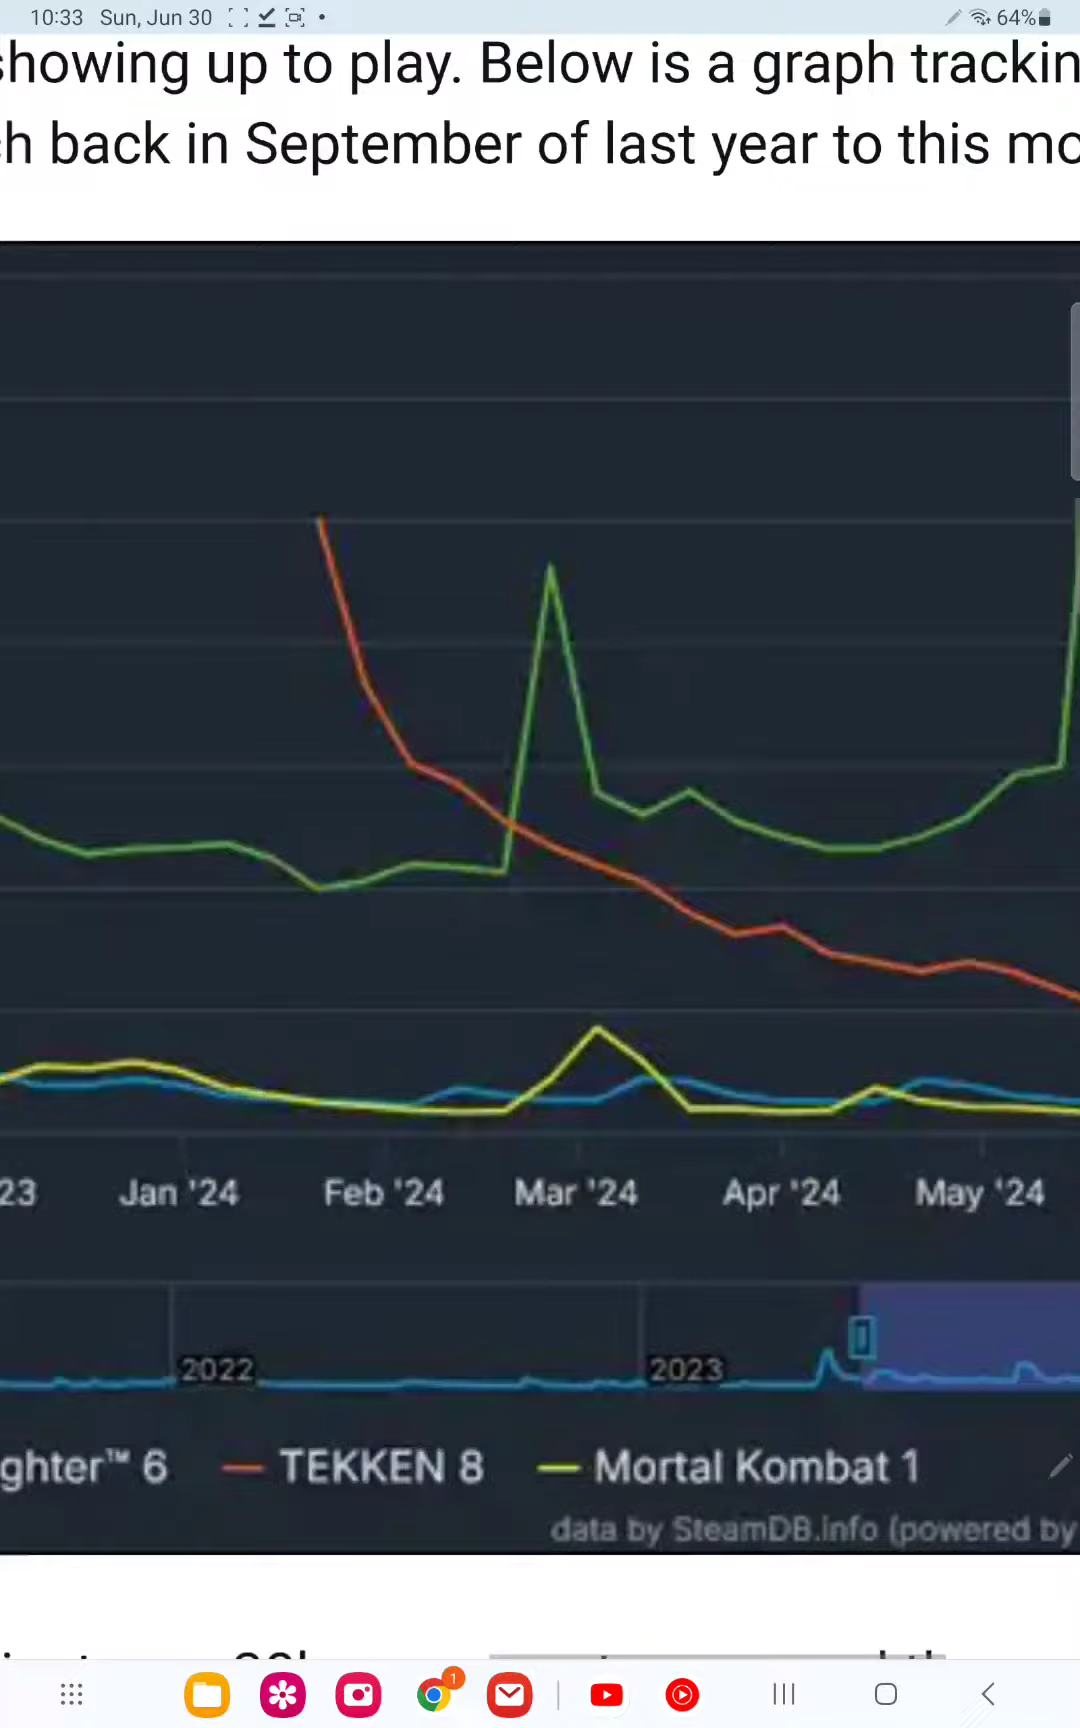 10:33 Sun, Jun 30
64%
showing up to play. Below is a graph trackin
ch back in September of last year to this mo
23 Jan '24 Feb '24 Mar '24 Apr '24 May '24
2022 2023
ghter™ 6 TEKKEN 8 Mortal Kombat 1
data by SteamDB.info (powered by
1